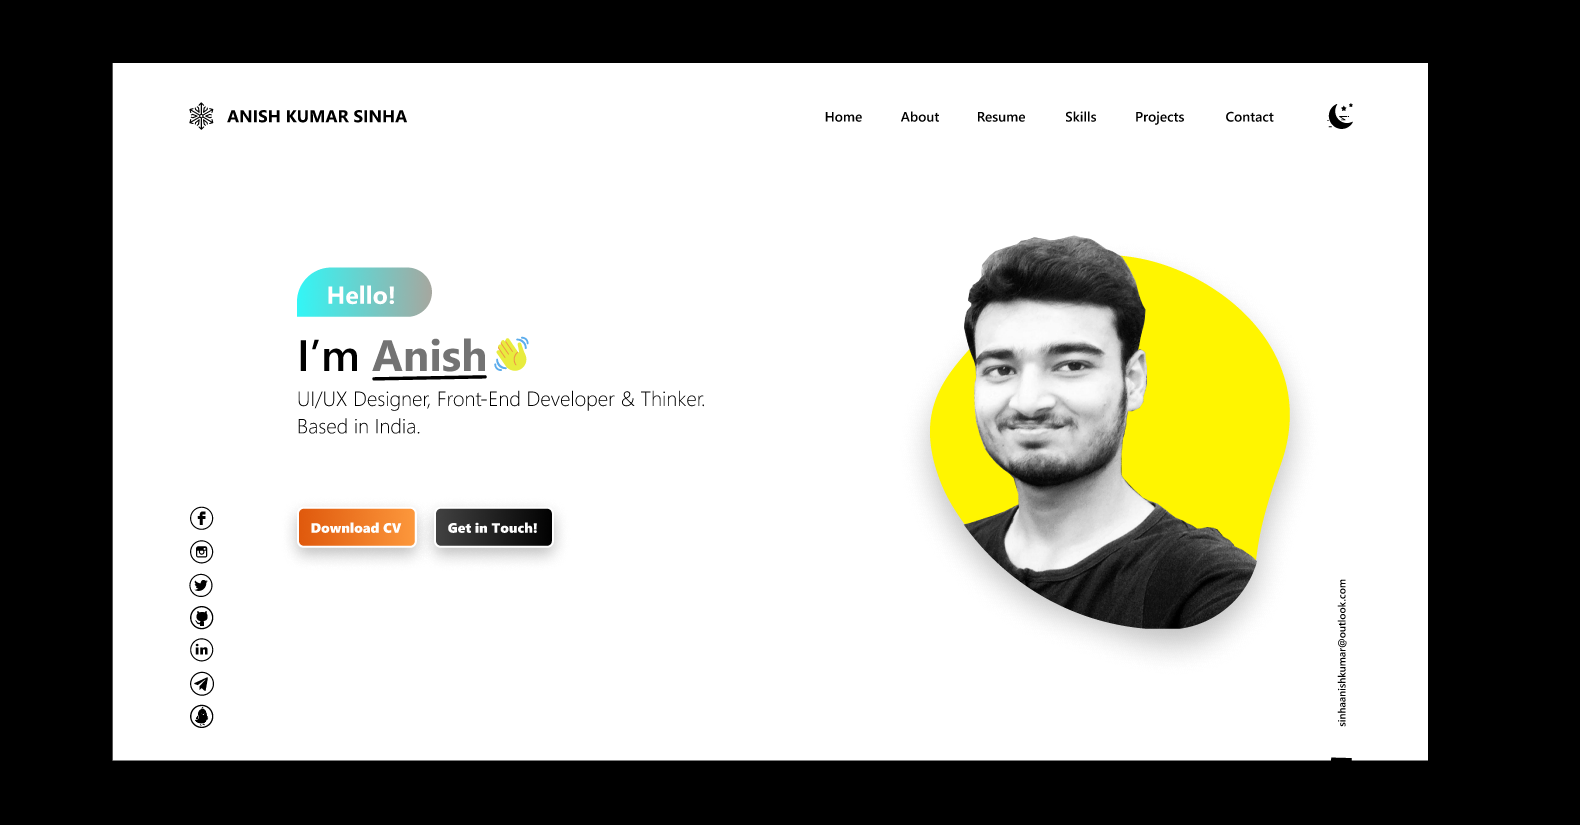 ANISH KUMAR SINHA
Home About Resume Skills Projects Contact
Hello!
I’m Anish
UI/UX Designer, Front-End Developer & Thinker.
Based in India.
Download CV Get in Touch!
sinhaanishkumar@outlook.com